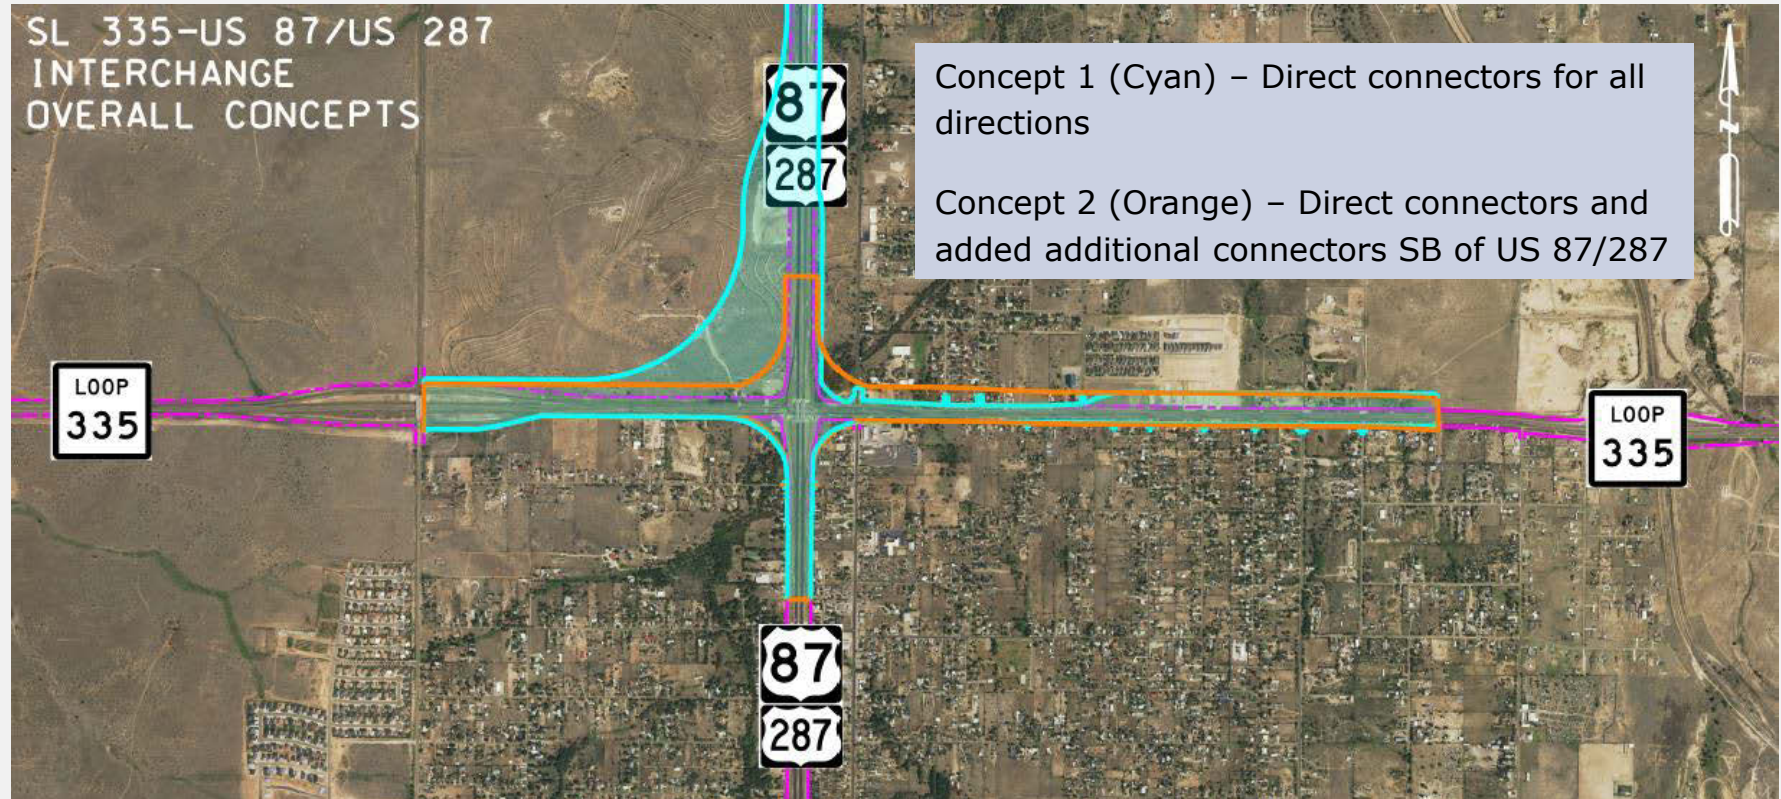 SL 335-US 87/US 287
INTERCHANGE
OVERALL CONCEPTS
87
287
Concept 1 (Cyan) – Direct connectors for all
directions
Concept 2 (Orange) – Direct connectors and
added additional connectors SB of US 87/287
N
LOOP
335
LOOP
335
87
287